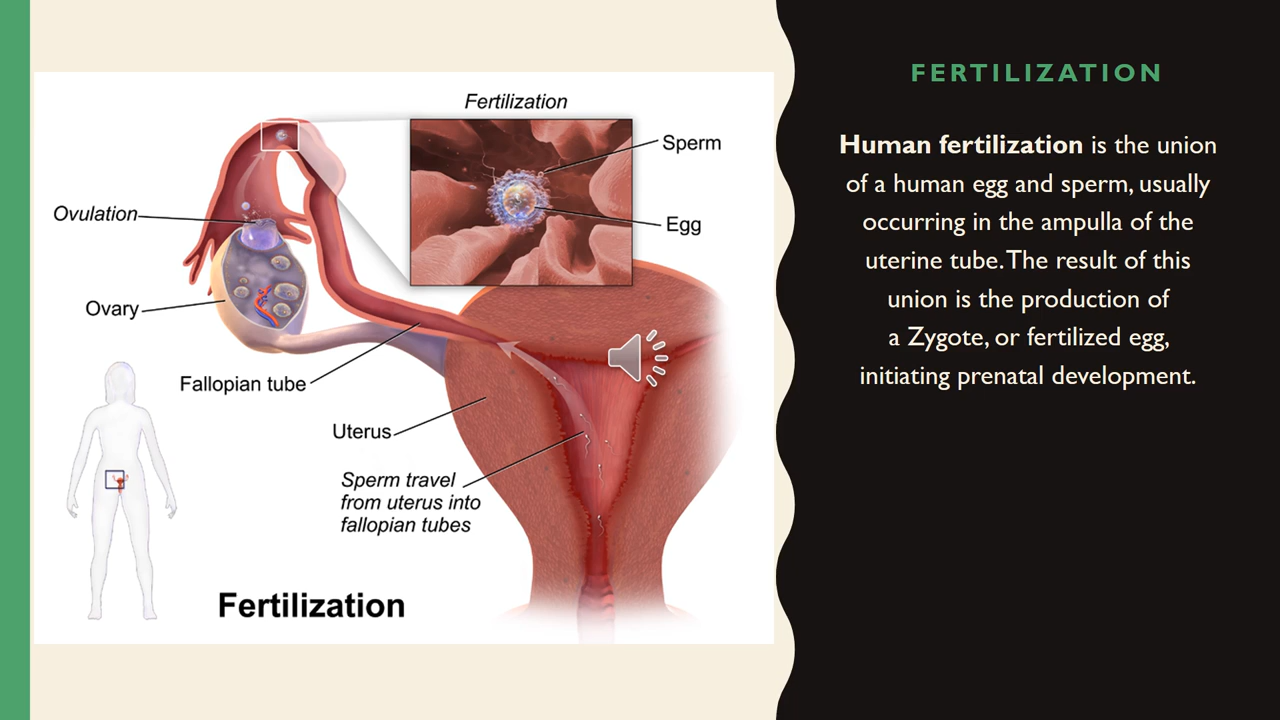 Fertilization
Sperm
Egg
Ovulation
Ovary
Fallopian tube
Uterus
Sperm travel
from uterus into
fallopian tubes
Fertilization
FERTILIZATION
Human fertilization is the union
of a human egg and sperm, usually
occurring in the ampulla of the
uterine tube. The result of this
union is the production of
a Zygote, or fertilized egg,
initiating prenatal development.